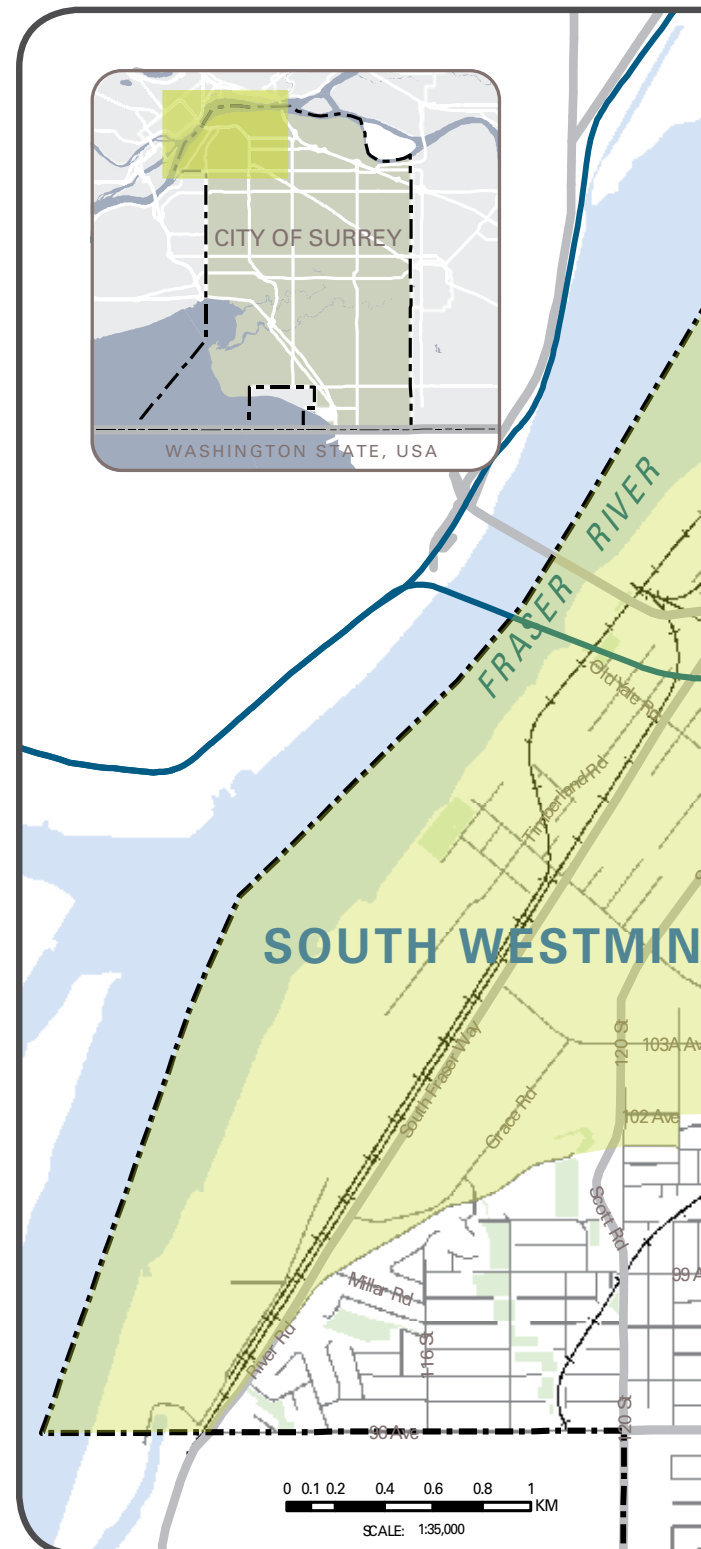 CITY OF SURREY
WASHINGTON STATE, USA
FRASER RIVER
Old Yale Rd
Timberland Rd
SOUTH WESTMIN
South Fraser Way
120 St
103A Av
Grace Rd
102 Ave
Scott Rd
99 A
Millar Rd
River Rd
116 St
96 Ave
120 St
0 0.1 0.2 0.4 0.6 0.8 1
KM
SCALE: 1:35,000